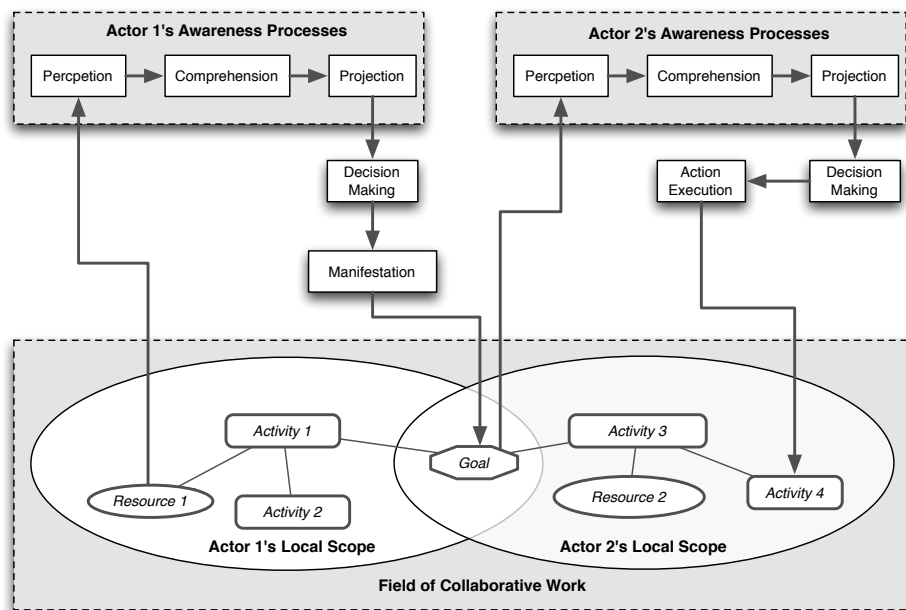 Actor 1's Awareness Processes
Percpetion
Comprehension
Projection
Decision
Making
Manifestation
Actor 2's Awareness Processes
Percpetion
Comprehension
Projection
Action
Execution
Decision
Making
Activity 1
Resource 1
Activity 2
Goal
Activity 3
Resource 2
Activity 4
Actor 1's Local Scope
Actor 2's Local Scope
Field of Collaborative Work